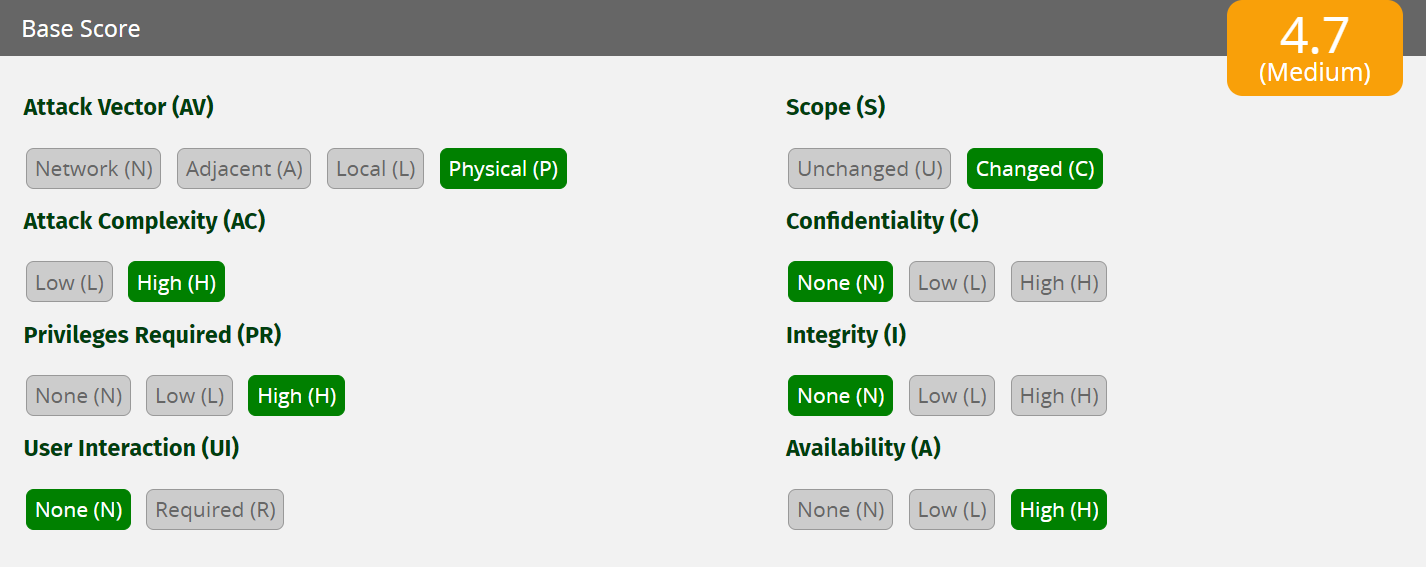 Base Score
4.7
(Medium)
Attack Vector (AV)
Network (N) Adjacent (A) Local (L) Physical (P)
Attack Complexity (AC)
Low (L) High (H)
Privileges Required (PR)
None (N) Low (L) High (H)
User Interaction (UI)
None (N) Required (R)
Scope (S)
Unchanged (U) Changed (C)
Confidentiality (C)
None (N) Low (L) High (H)
Integrity (I)
None (N) Low (L) High (H)
Availability (A)
None (N) Low (L) High (H)